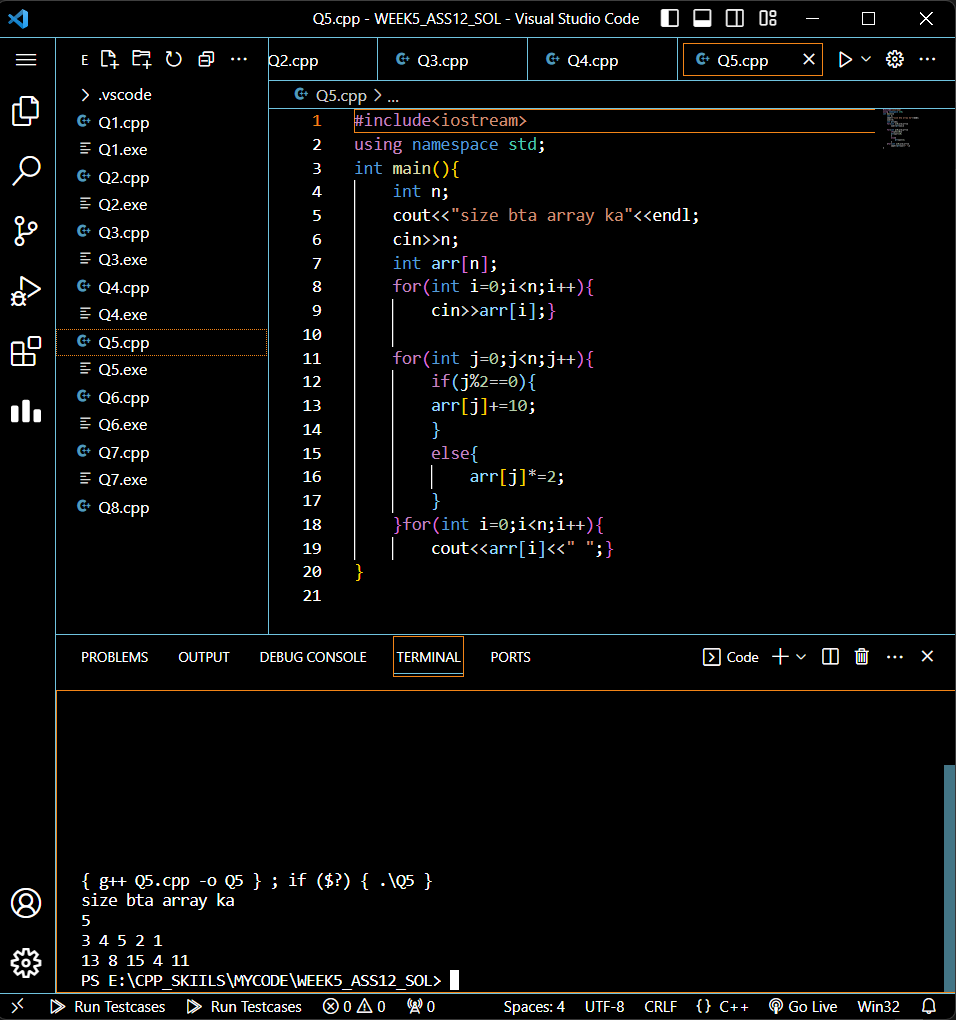 Q5.cpp - WEEK5_ASS12_SOL - Visual Studio Code
E
Q2.cpp
Q3.cpp
Q4.cpp
Q5.cpp
.vscode
Q1.cpp
Q1.exe
Q2.cpp
Q2.exe
Q3.cpp
Q3.exe
Q4.cpp
Q4.exe
Q5.cpp
Q5.exe
Q6.cpp
Q6.exe
Q7.cpp
Q7.exe
Q8.cpp
Q5.cpp > ...
1 #include<iostream>
2 using namespace std;
3 int main(){
4 int n;
5 cout<<"size bta array ka"<<endl;
6 cin>>n;
7 int arr[n];
8 for(int i=0;i<n;i++){
9 cin>>arr[i];}
10
11 for(int j=0;j<n;j++){
12 if(j%2==0){
13 arr[j]+=10;
14 }
15 else{
16 arr[j]*=2;
17 }
18 }for(int i=0;i<n;i++){
19 cout<<arr[i]<<" ";}
20 }
21
PROBLEMS OUTPUT DEBUG CONSOLE TERMINAL PORTS Code
{ g++ Q5.cpp -o Q5 } ; if ($?) { .\Q5 }
size bta array ka
5
3 4 5 2 1
13 8 15 4 11
PS E:\CPP_SKIILS\MYCODE\WEEK5_ASS12_SOL>
Run Testcases Run Testcases 0 0 0 Spaces: 4 UTF-8 CRLF {} C++ Go Live Win32